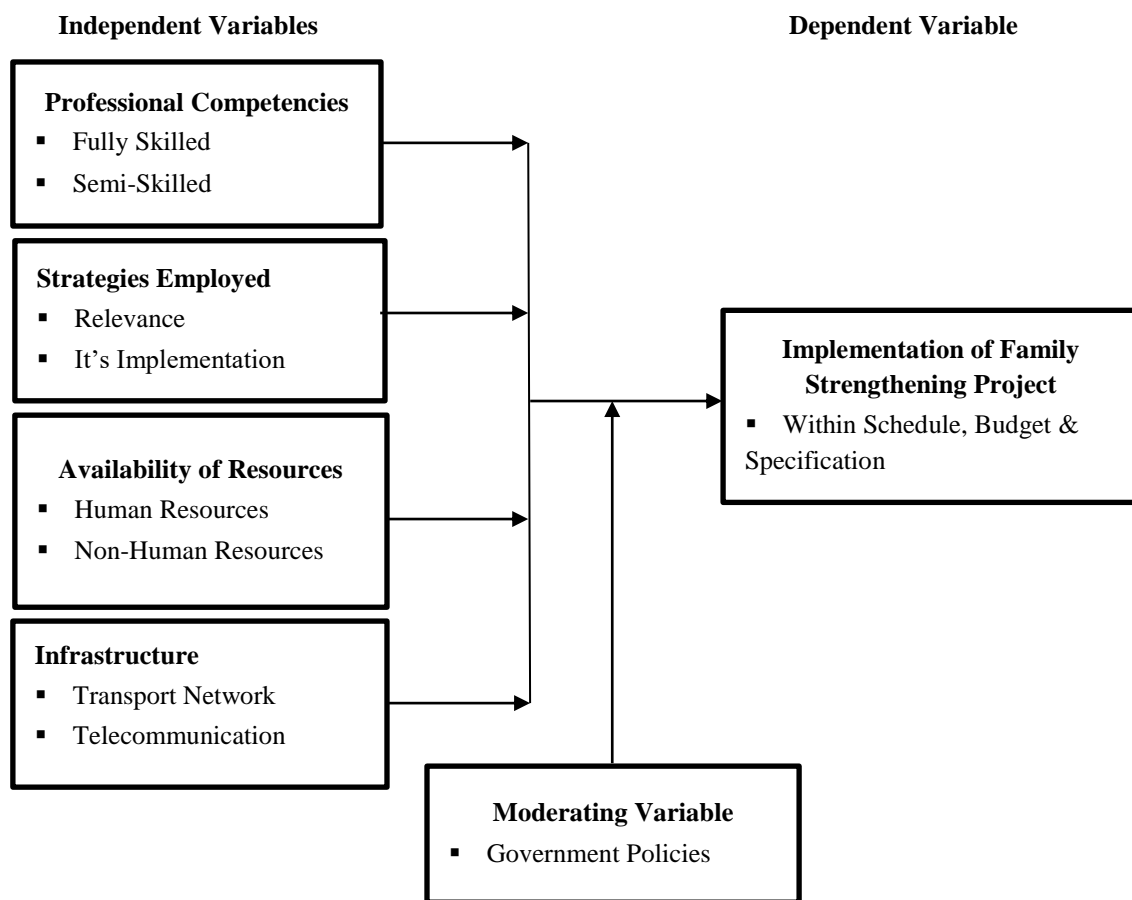 Independent Variables
Dependent Variable
Professional Competencies
▪ Fully Skilled
▪ Semi-Skilled
Strategies Employed
▪ Relevance
▪ It’s Implementation
Availability of Resources
▪ Human Resources
▪ Non-Human Resources
Infrastructure
▪ Transport Network
▪ Telecommunication
Implementation of Family
Strengthening Project
▪ Within Schedule, Budget &
Specification
Moderating Variable
▪ Government Policies